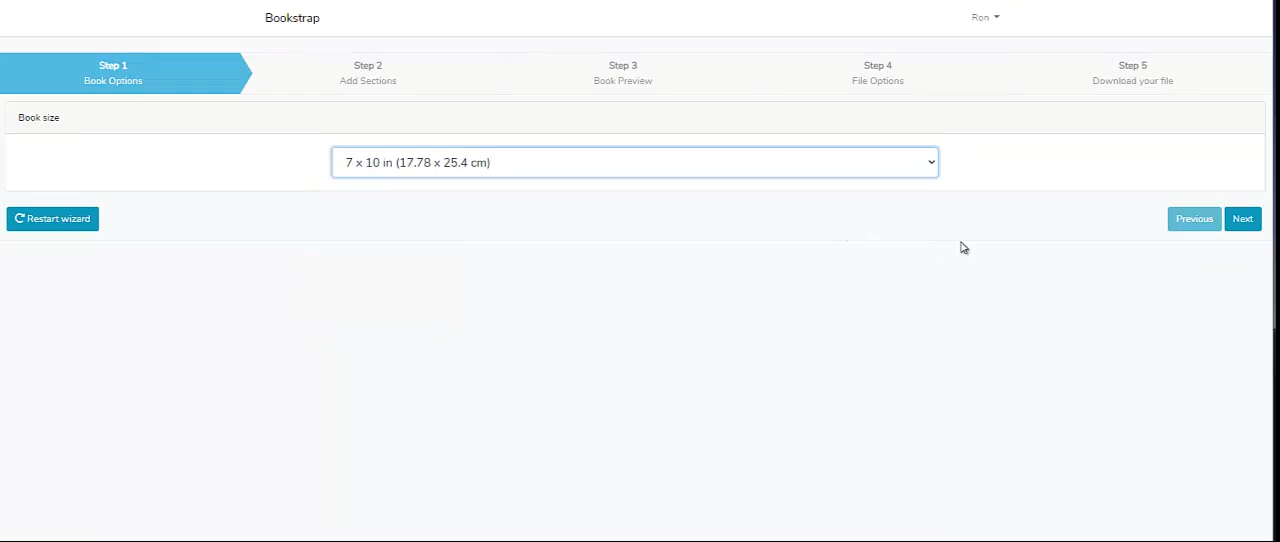 Bookstrap
Ron
Step 1
Book Options
Step 2
Add Sections
Step 3
Book Preview
Step 4
File Options
Step 5
Download your file
Book size
7 x 10 in (17.78 x 25.4 cm)
Restart wizard
Previous
Next